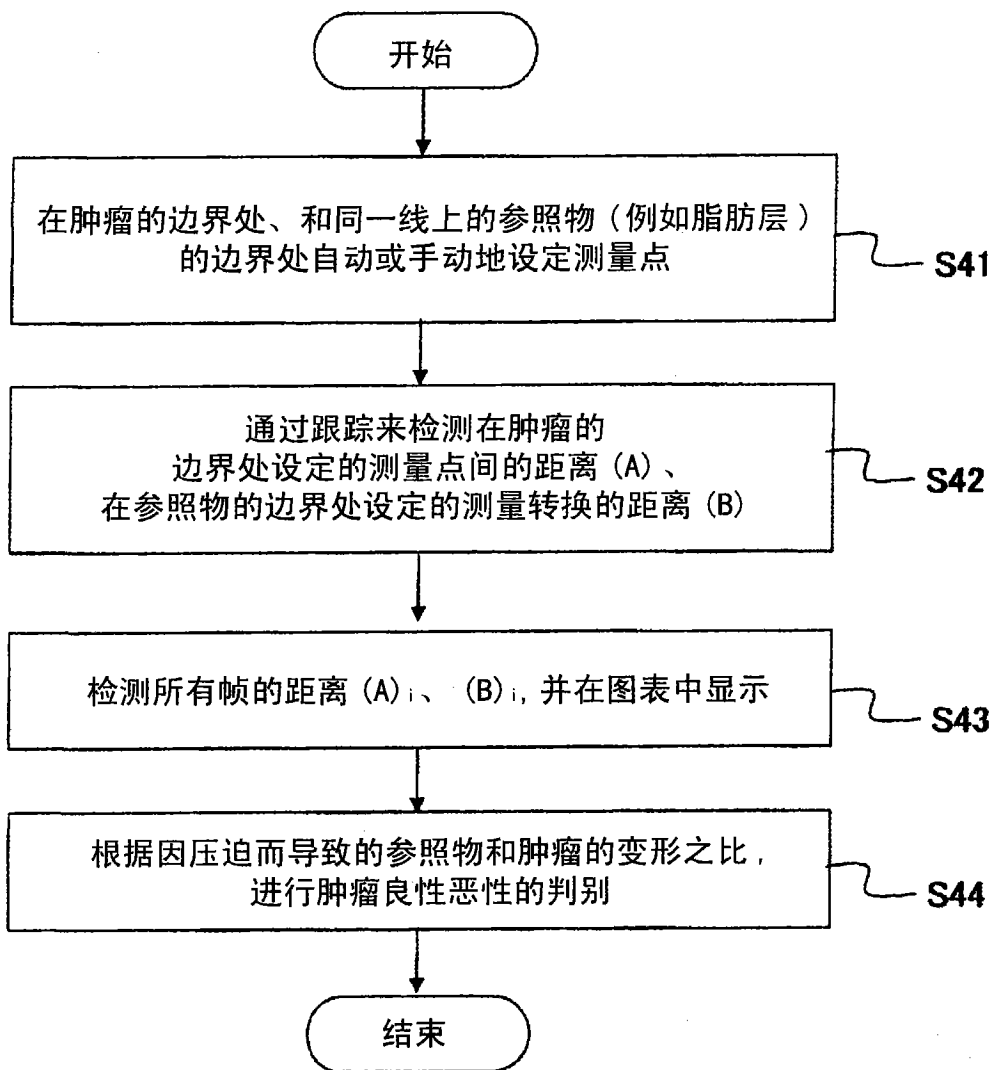 开始
在肿瘤的边界处、和同一线上的参照物（例如脂肪层）
的边界处自动或手动地设定测量点
S41
通过跟踪来检测在肿瘤的
边界处设定的测量点间的距离 (A) 、
在参照物的边界处设定的测量转换的距离 (B)
S42
检测所有帧的距离 (A)i、 (B)i, 并在图表中显示
S43
根据因压迫而导致的参照物和肿瘤的变形之比，
进行肿瘤良性恶性的判别
S44
结束